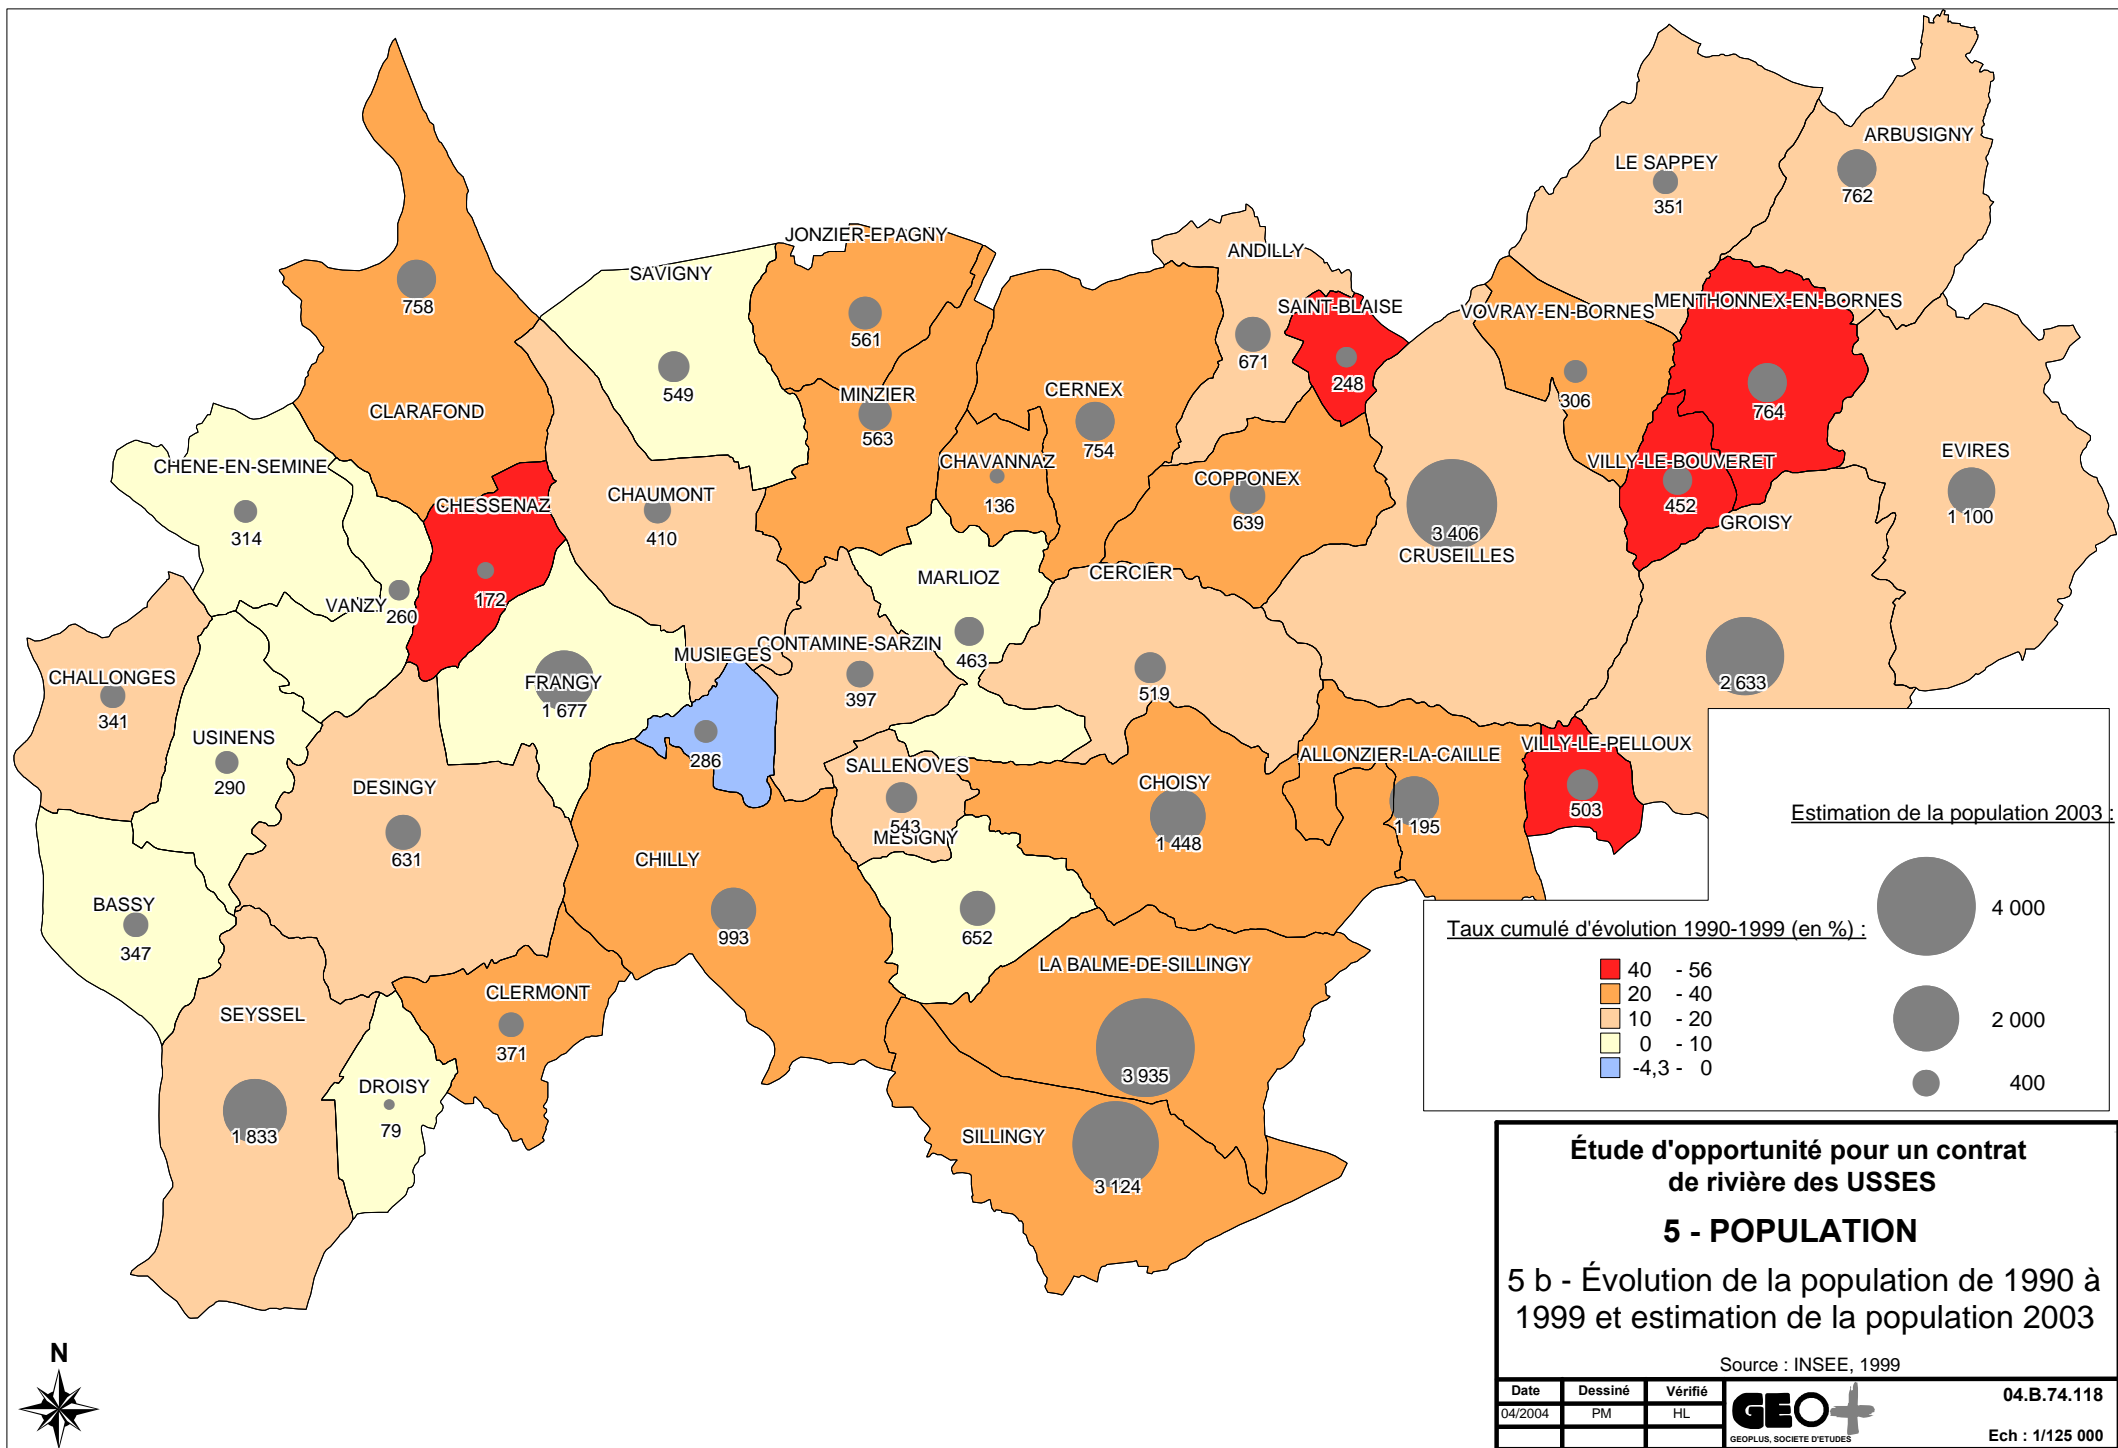 ARBUSIGNY
762
LE SAPPEY
351
JONZIER-EPAGNY
561
ANDILLY
671
SAVIGNY
549
758
CLARAFOND
SAINT-BLAISE
248
VOVRAY-EN-BORNES
306
MENTHONNEX-EN-BORNES
764
MINZIER
563
CERNEX
754
CHENE-EN-SEMINE
314
CHAVANNAZ
136
COPPONEX
639
VILLY-LE-BOUVERET
452
EVIRES
1 100
CHESSENAZ
172
CHAUMONT
410
3 406
CRUSEILLES
GROISY
2 633
VANZY
260
MARLIOZ
463
CERCIER
519
CHALLONGES
341
FRANGY
1 677
MUSIEGES
286
CONTAMINE-SARZIN
397
USINENS
290
DESINGY
631
SALLENOVES
543
MESIGNY
652
CHOISY
1 448
ALLONZIER-LA-CAILLE
1 195
VILLY-LE-PELLOUX
503
CHILLY
993
BASSY
347
SEYSSEL
1 833
CLERMONT
371
DROISY
79
LA BALME-DE-SILLINGY
3 935
SILLINGY
3 124
Estimation de la population 2003 :
4 000
2 000
400
Taux cumulé d'évolution 1990-1999 (en %) :
40 - 56
20 - 40
10 - 20
0 - 10
-4,3 - 0
Étude d'opportunité pour un contrat
de rivière des USSES
5 - POPULATION
5 b - Évolution de la population de 1990 à
1999 et estimation de la population 2003
Source : INSEE, 1999
Date Dessiné Vérifié
04/2004 PM HL
GEO+
GEOPLUS, SOCIETE D'ETUDES
04.B.74.118
Ech : 1/125 000
N